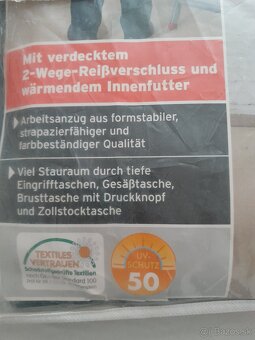 Mit verdecktem
2-Wege-Reißverschluss und
wärmendem Innenfutter
Arbeitsanzug aus formstabiler,
strapazierfähiger und
farbbeständiger Qualität
Viel Stauraum durch tiefe
Eingrifftaschen, Gesäßtasche,
Brusttasche mit Druckknopf
und Zollstocktasche
TEXTILES
VERTRAUEN
UV-
SCHUTZ
50